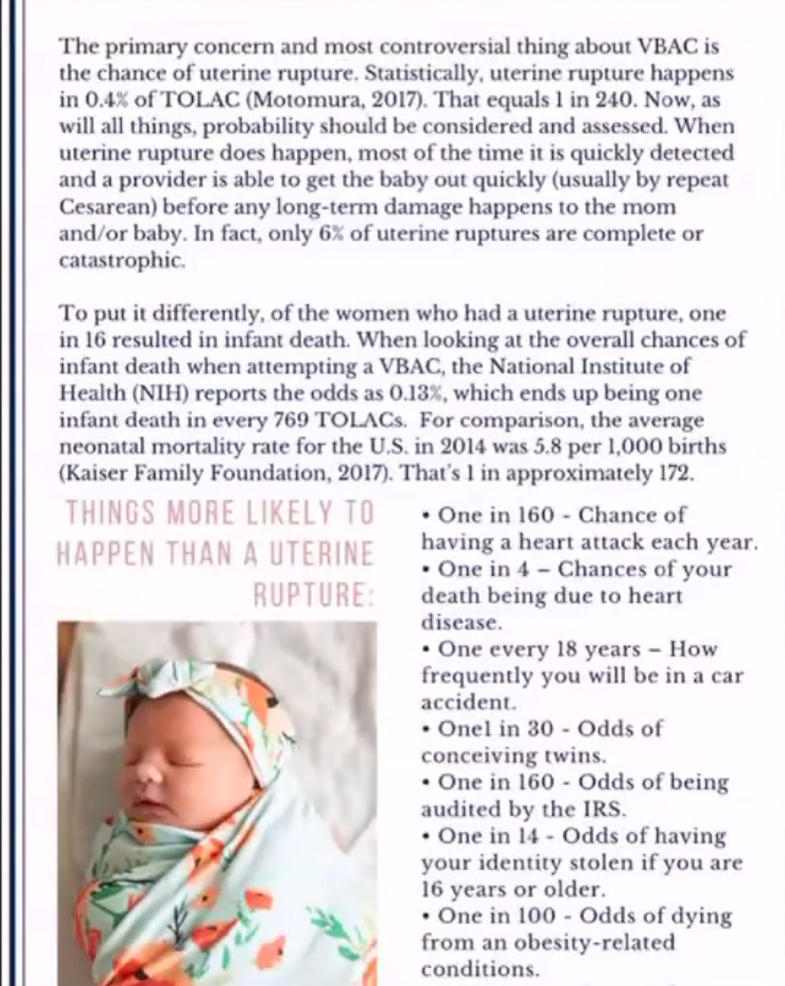 The primary concern and most controversial thing about VBAC is
the chance of uterine rupture. Statistically, uterine rupture happens
in 0.4% of TOLAC (Motomura, 2017). That equals 1 in 240. Now, as
will all things, probability should be considered and assessed. When
uterine rupture does happen, most of the time it is quickly detected
and a provider is able to get the baby out quickly (usually by repeat
Cesarean) before any long-term damage happens to the mom
and/or baby. In fact, only 6% of uterine ruptures are complete or
catastrophic.
To put it differently, of the women who had a uterine rupture, one
in 16 resulted in infant death. When looking at the overall chances of
infant death when attempting a VBAC, the National Institute of
Health (NIH) reports the odds as 0.13%, which ends up being one
infant death in every 769 TOLACs. For comparison, the average
neonatal mortality rate for the U.S. in 2014 was 5.8 per 1,000 births
(Kaiser Family Foundation, 2017). That's 1 in approximately 172.
THINGS MORE LIKELY TO
HAPPEN THAN A UTERINE
RUPTURE:
• One in 160 - Chance of
having a heart attack each year.
• One in 4 – Chances of your
death being due to heart
disease.
• One every 18 years – How
frequently you will be in a car
accident.
• One1 in 30 - Odds of
conceiving twins.
• One in 160 - Odds of being
audited by the IRS.
• One in 14 - Odds of having
your identity stolen if you are
16 years or older.
• One in 100 - Odds of dying
from an obesity-related
conditions.